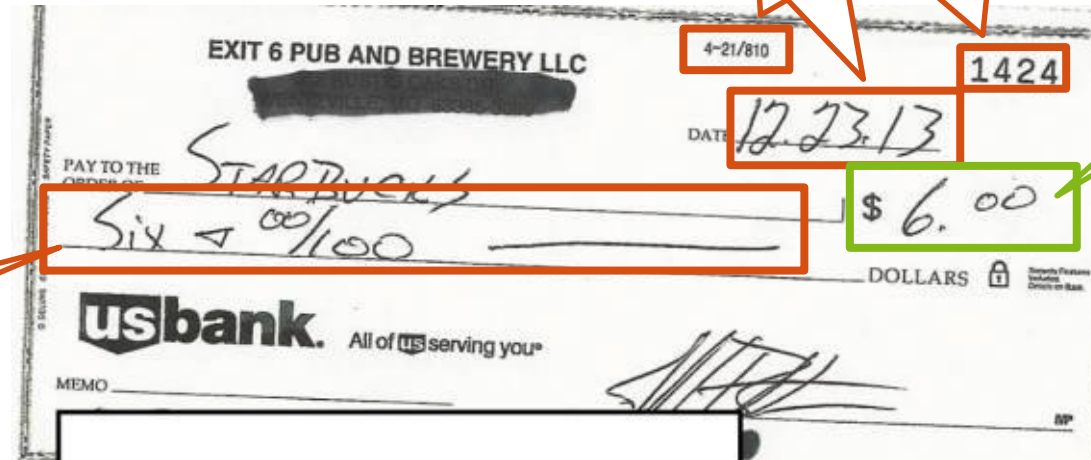 EXIT 6 PUB AND BREWERY LLC
4-21/810
1424
DATE 12.23.13
PAY TO THE
ORDER OF STARBUCKS
$ 6.00
Six & 00/100
DOLLARS
usbank. All of us serving you®
MEMO
MP